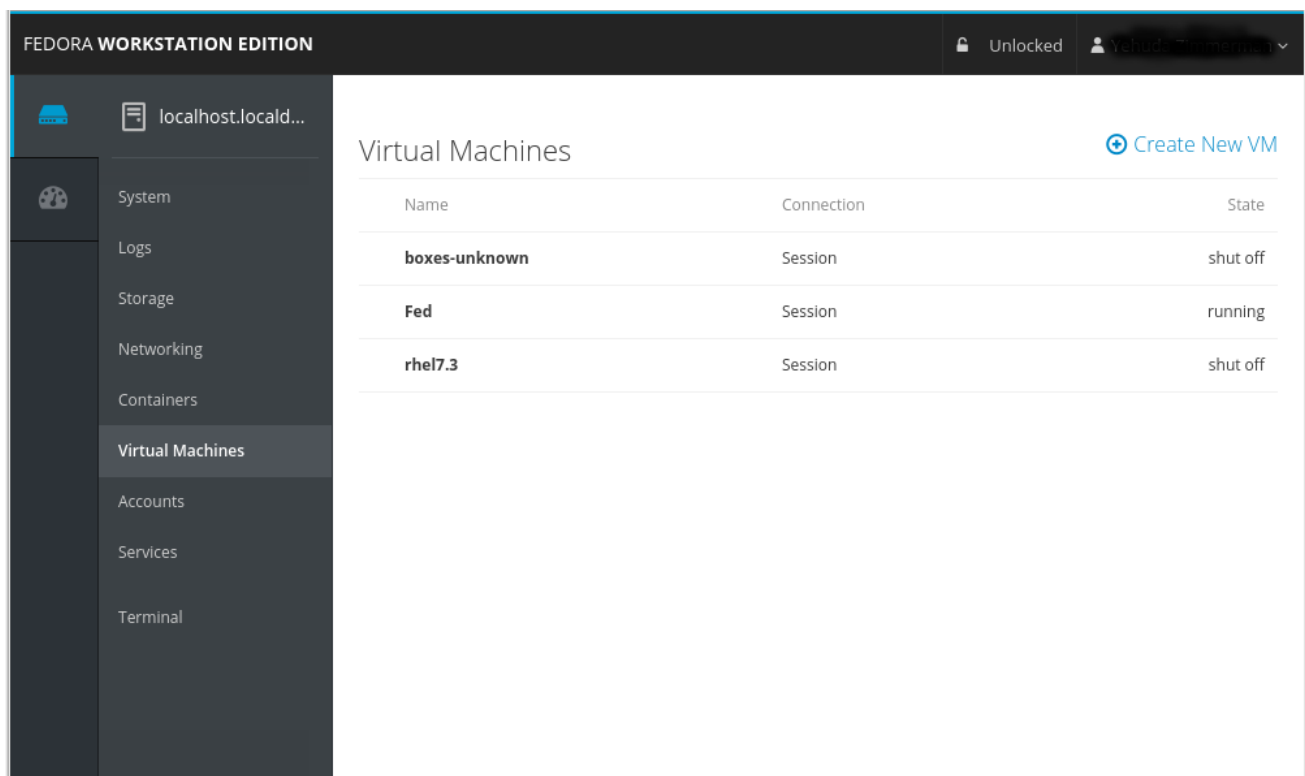 FEDORA WORKSTATION EDITION
Unlocked
localhost.locald...
System
Logs
Storage
Networking
Containers
Virtual Machines
Accounts
Services
Terminal
Virtual Machines
Create New VM
Name Connection State
boxes-unknown Session shut off
Fed Session running
rhel7.3 Session shut off